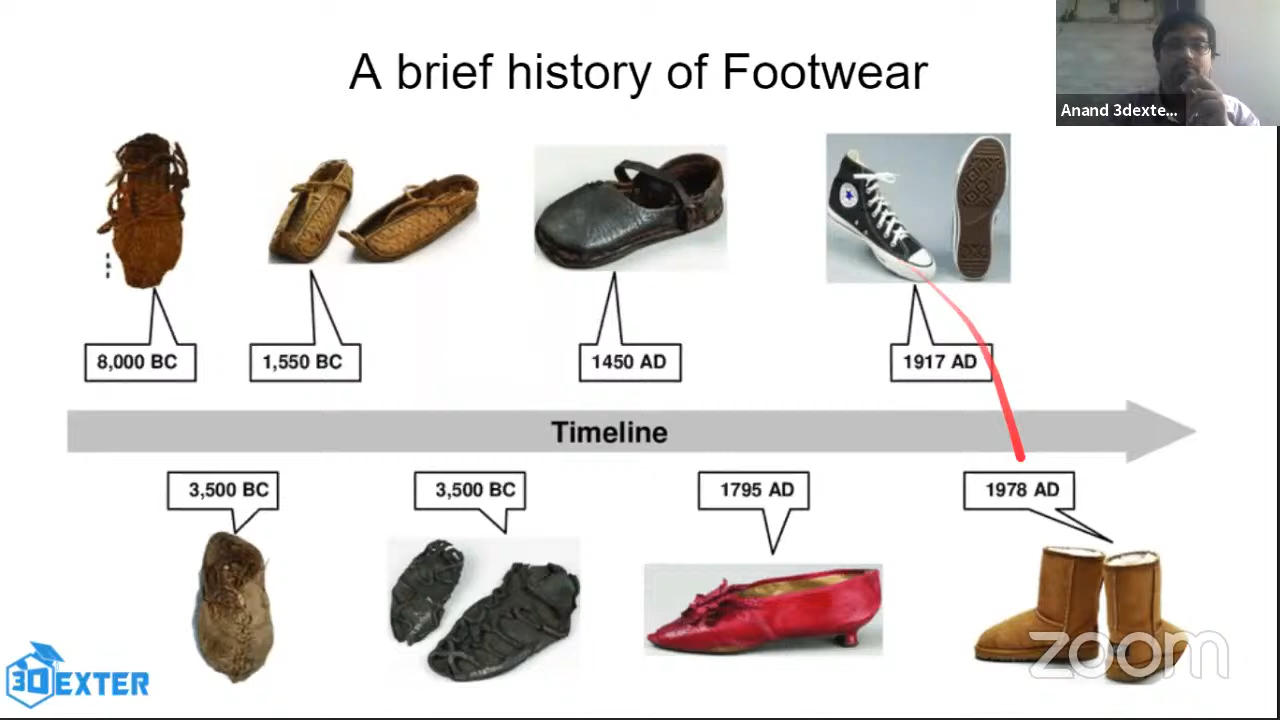 A brief history of Footwear
Anand 3dexte...
8,000 BC
1,550 BC
1450 AD
1917 AD
Timeline
3,500 BC
3,500 BC
1795 AD
1978 AD
3DEXTER
zoom